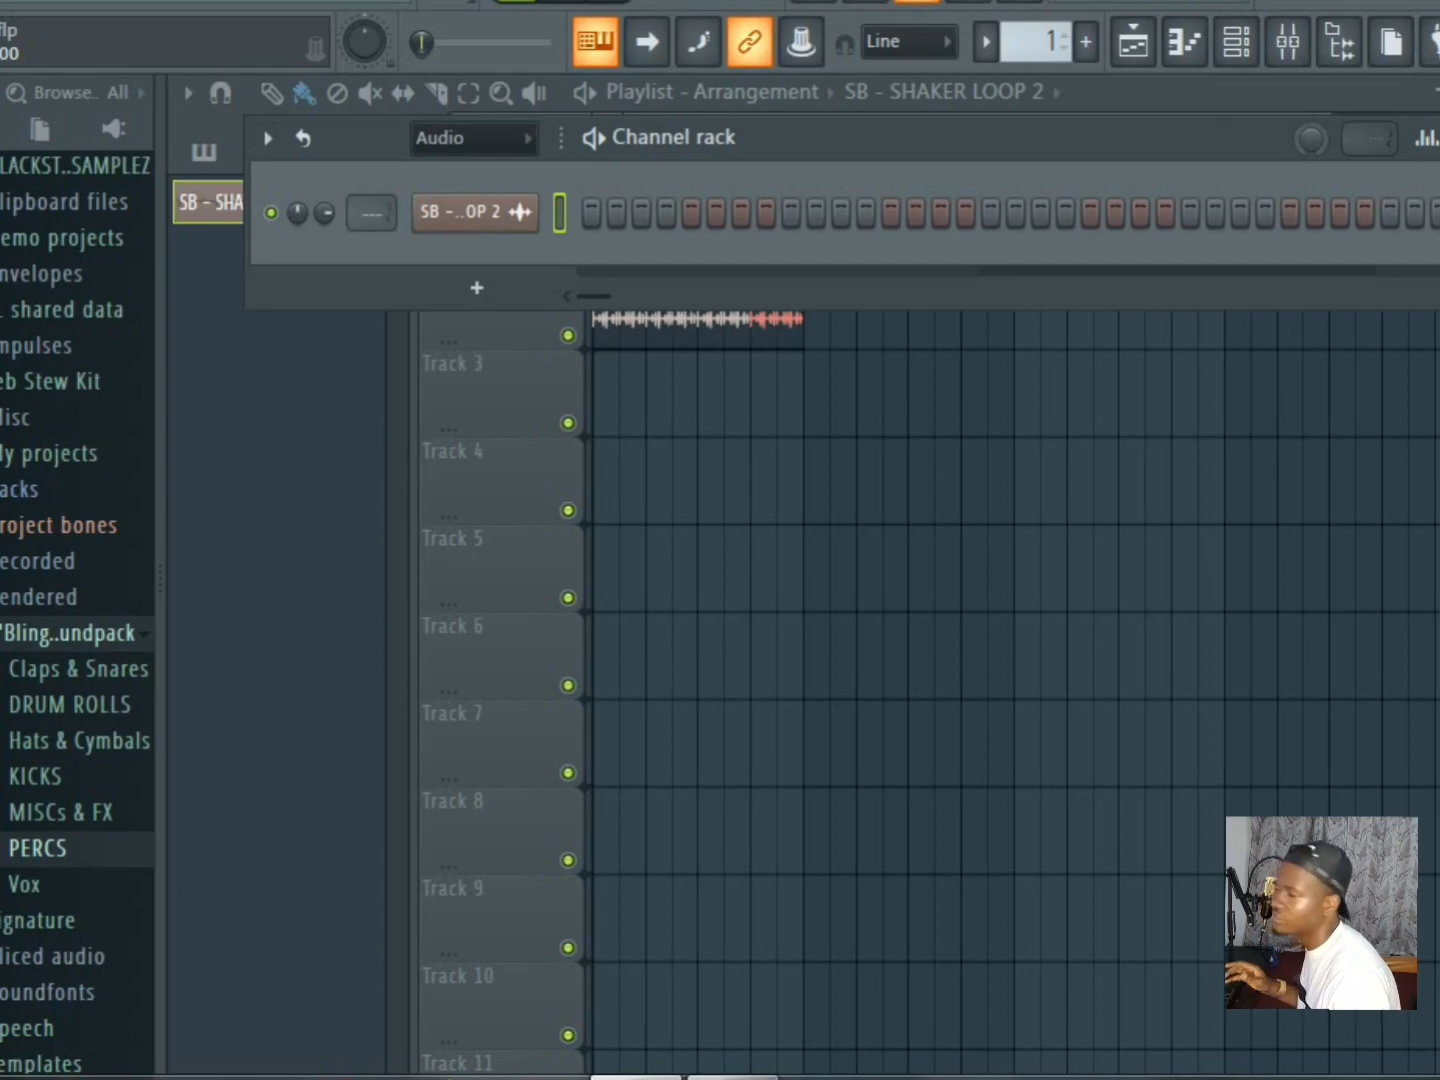 flp
00
Line
1
+
Browse.. All
Playlist - Arrangement › SB - SHAKER LOOP 2 ›
Audio
Channel rack
LACKST..SAMPLEZ
lipboard files
emo projects
nvelopes
. shared data
mpulses
eb Stew Kit
isc
ly projects
acks
roject bones
ecorded
endered
'Bling..undpack
Claps & Snares
DRUM ROLLS
Hats & Cymbals
KICKS
MISCs & FX
PERCS
Vox
ignature
liced audio
oundfonts
peech
emplates
SB - SHA
SB -..OP 2
+
Track 3
Track 4
Track 5
Track 6
Track 7
Track 8
Track 9
Track 10
Track 11